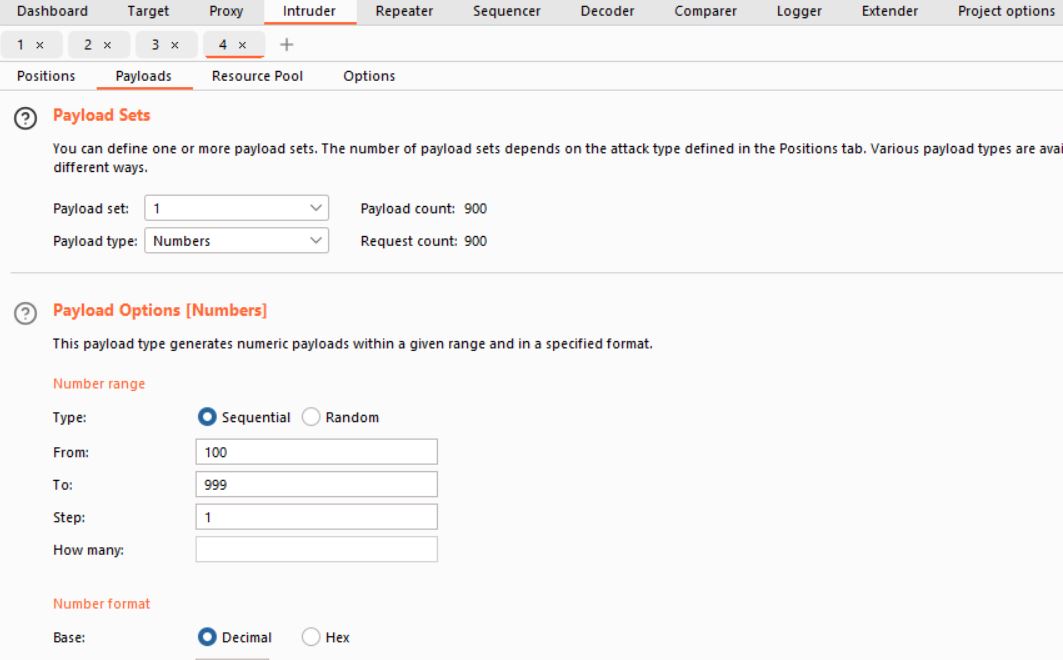 Dashboard Target Proxy Intruder Repeater Sequencer Decoder Comparer Logger Extender Project options
1 × 2 × 3 × 4 × +
Positions Payloads Resource Pool Options
? Payload Sets
You can define one or more payload sets. The number of payload sets depends on the attack type defined in the Positions tab. Various payload types are avai
different ways.
Payload set: 1 Payload count: 900
Payload type: Numbers Request count: 900
? Payload Options [Numbers]
This payload type generates numeric payloads within a given range and in a specified format.
Number range
Type: Sequential Random
From: 100
To: 999
Step: 1
How many:
Number format
Base: Decimal Hex